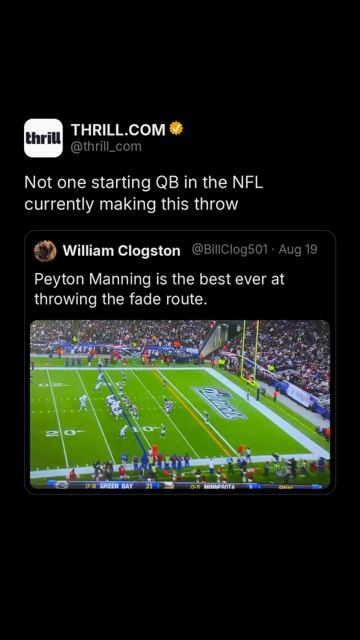 thrill
THRILL.COM
@thrill_com
Not one starting QB in the NFL
currently making this throw
William Clogston @BillClog501 · Aug 19
Peyton Manning is the best ever at
throwing the fade route.
20
GREEN BAY 31 MINNESOTA